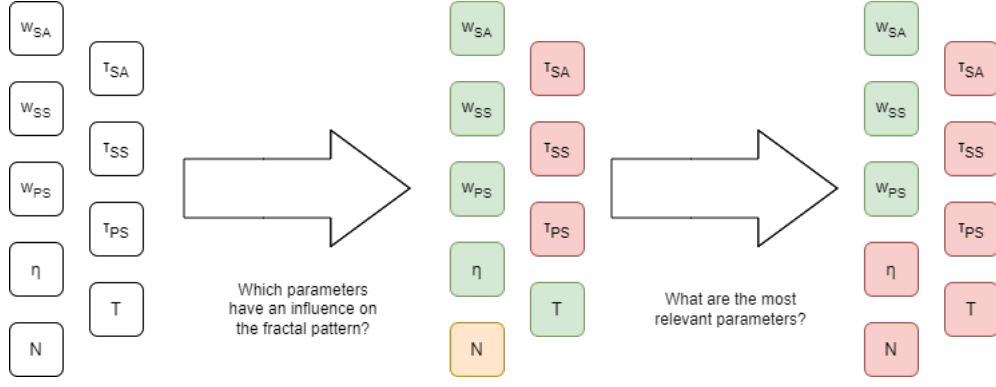 wSA
τSA
wSS
τSS
wPS
τPS
η
T
N
Which parameters
have an influence on
the fractal pattern?
wSA
τSA
wSS
τSS
wPS
τPS
η
T
N
What are the most
relevant parameters?
wSA
τSA
wSS
τSS
wPS
τPS
η
T
N